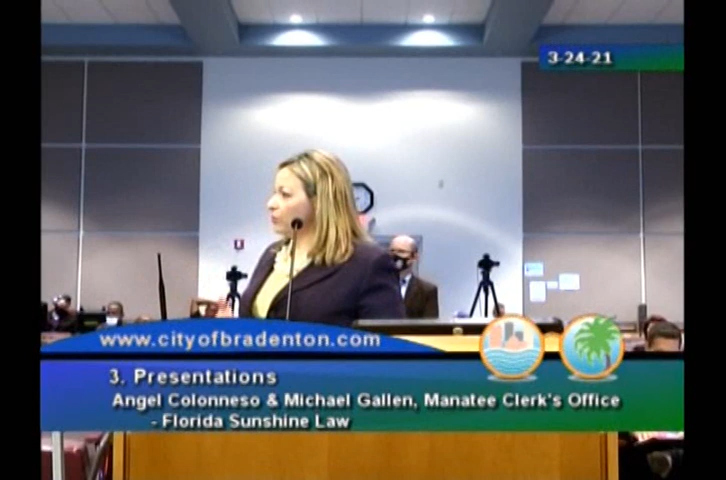 3-24-21
www.cityofbradenton.com
3. Presentations
Angel Colonneso & Michael Gallen, Manatee Clerk's Office
- Florida Sunshine Law